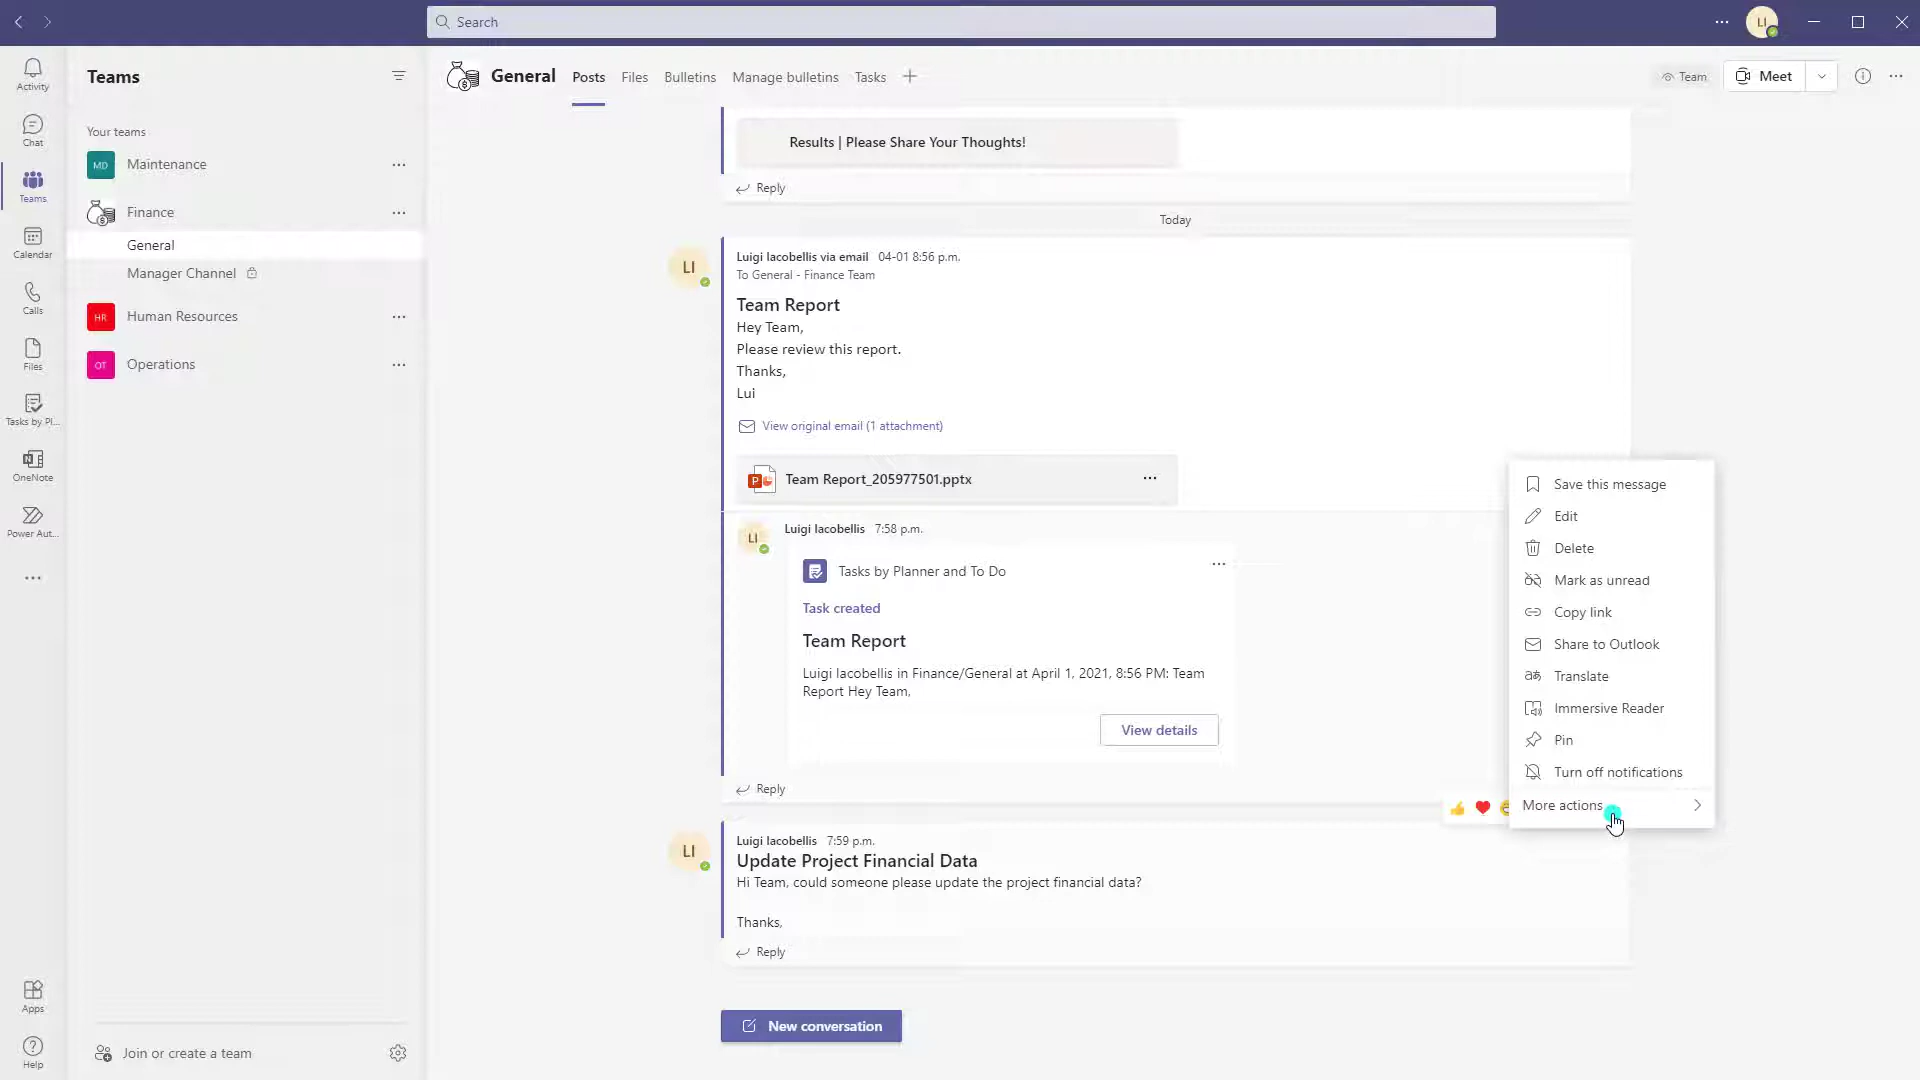 Search
LI
Activity
Chat
Teams
Calendar
Calls
Files
Tasks by Pl...
OneNote
Power Aut...
Apps
Help
Teams
Your teams
MD Maintenance
Finance
General
Manager Channel
HR Human Resources
OT Operations
Join or create a team
General Posts Files Bulletins Manage bulletins Tasks
Team Meet
Results | Please Share Your Thoughts!
Reply
Today
LI
Luigi Iacobellis via email 04-01 8:56 p.m.
To General - Finance Team
Team Report
Hey Team,
Please review this report.
Thanks,
Lui
View original email (1 attachment)
Team Report_205977501.pptx
LI
Luigi Iacobellis 7:58 p.m.
Tasks by Planner and To Do
Task created
Team Report
Luigi Iacobellis in Finance/General at April 1, 2021, 8:56 PM: Team
Report Hey Team,
View details
Reply
LI
Luigi Iacobellis 7:59 p.m.
Update Project Financial Data
Hi Team, could someone please update the project financial data?
Thanks,
Reply
New conversation
Save this message
Edit
Delete
Mark as unread
Copy link
Share to Outlook
Translate
Immersive Reader
Pin
Turn off notifications
More actions